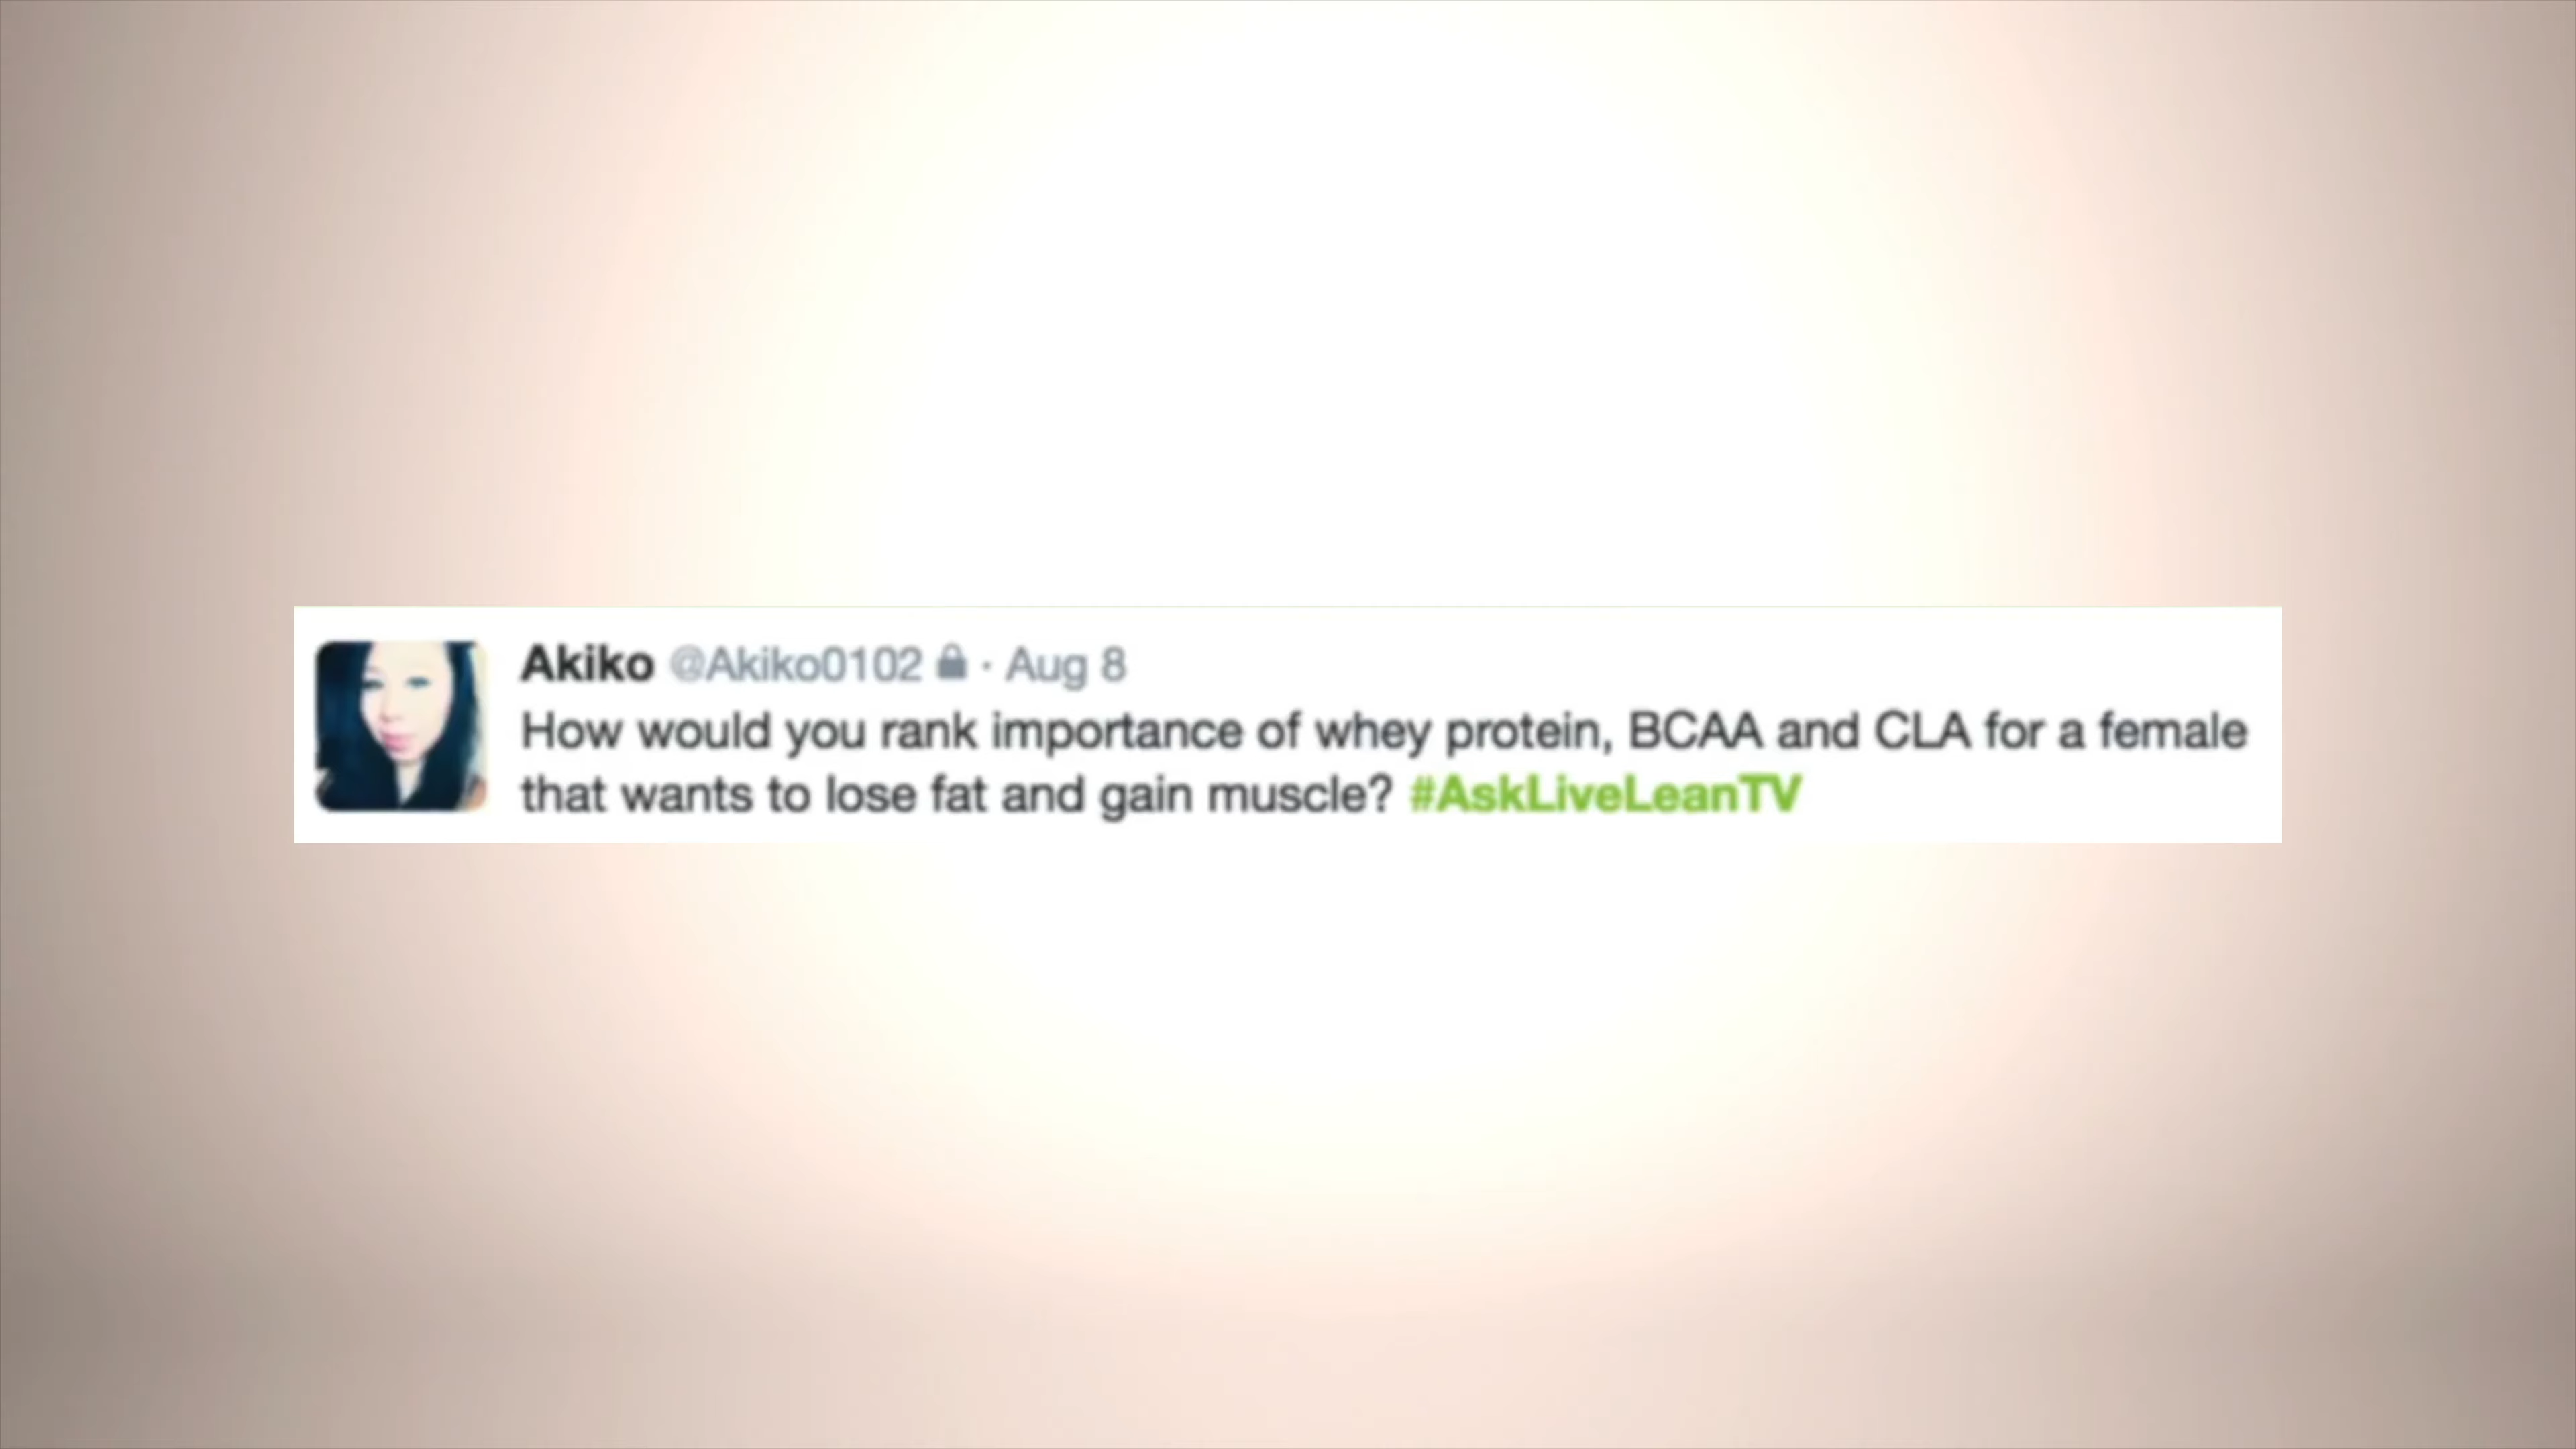 Akiko @Akiko0102 · Aug 8
How would you rank importance of whey protein, BCAA and CLA for a female
that wants to lose fat and gain muscle? #AskLiveLeanTV